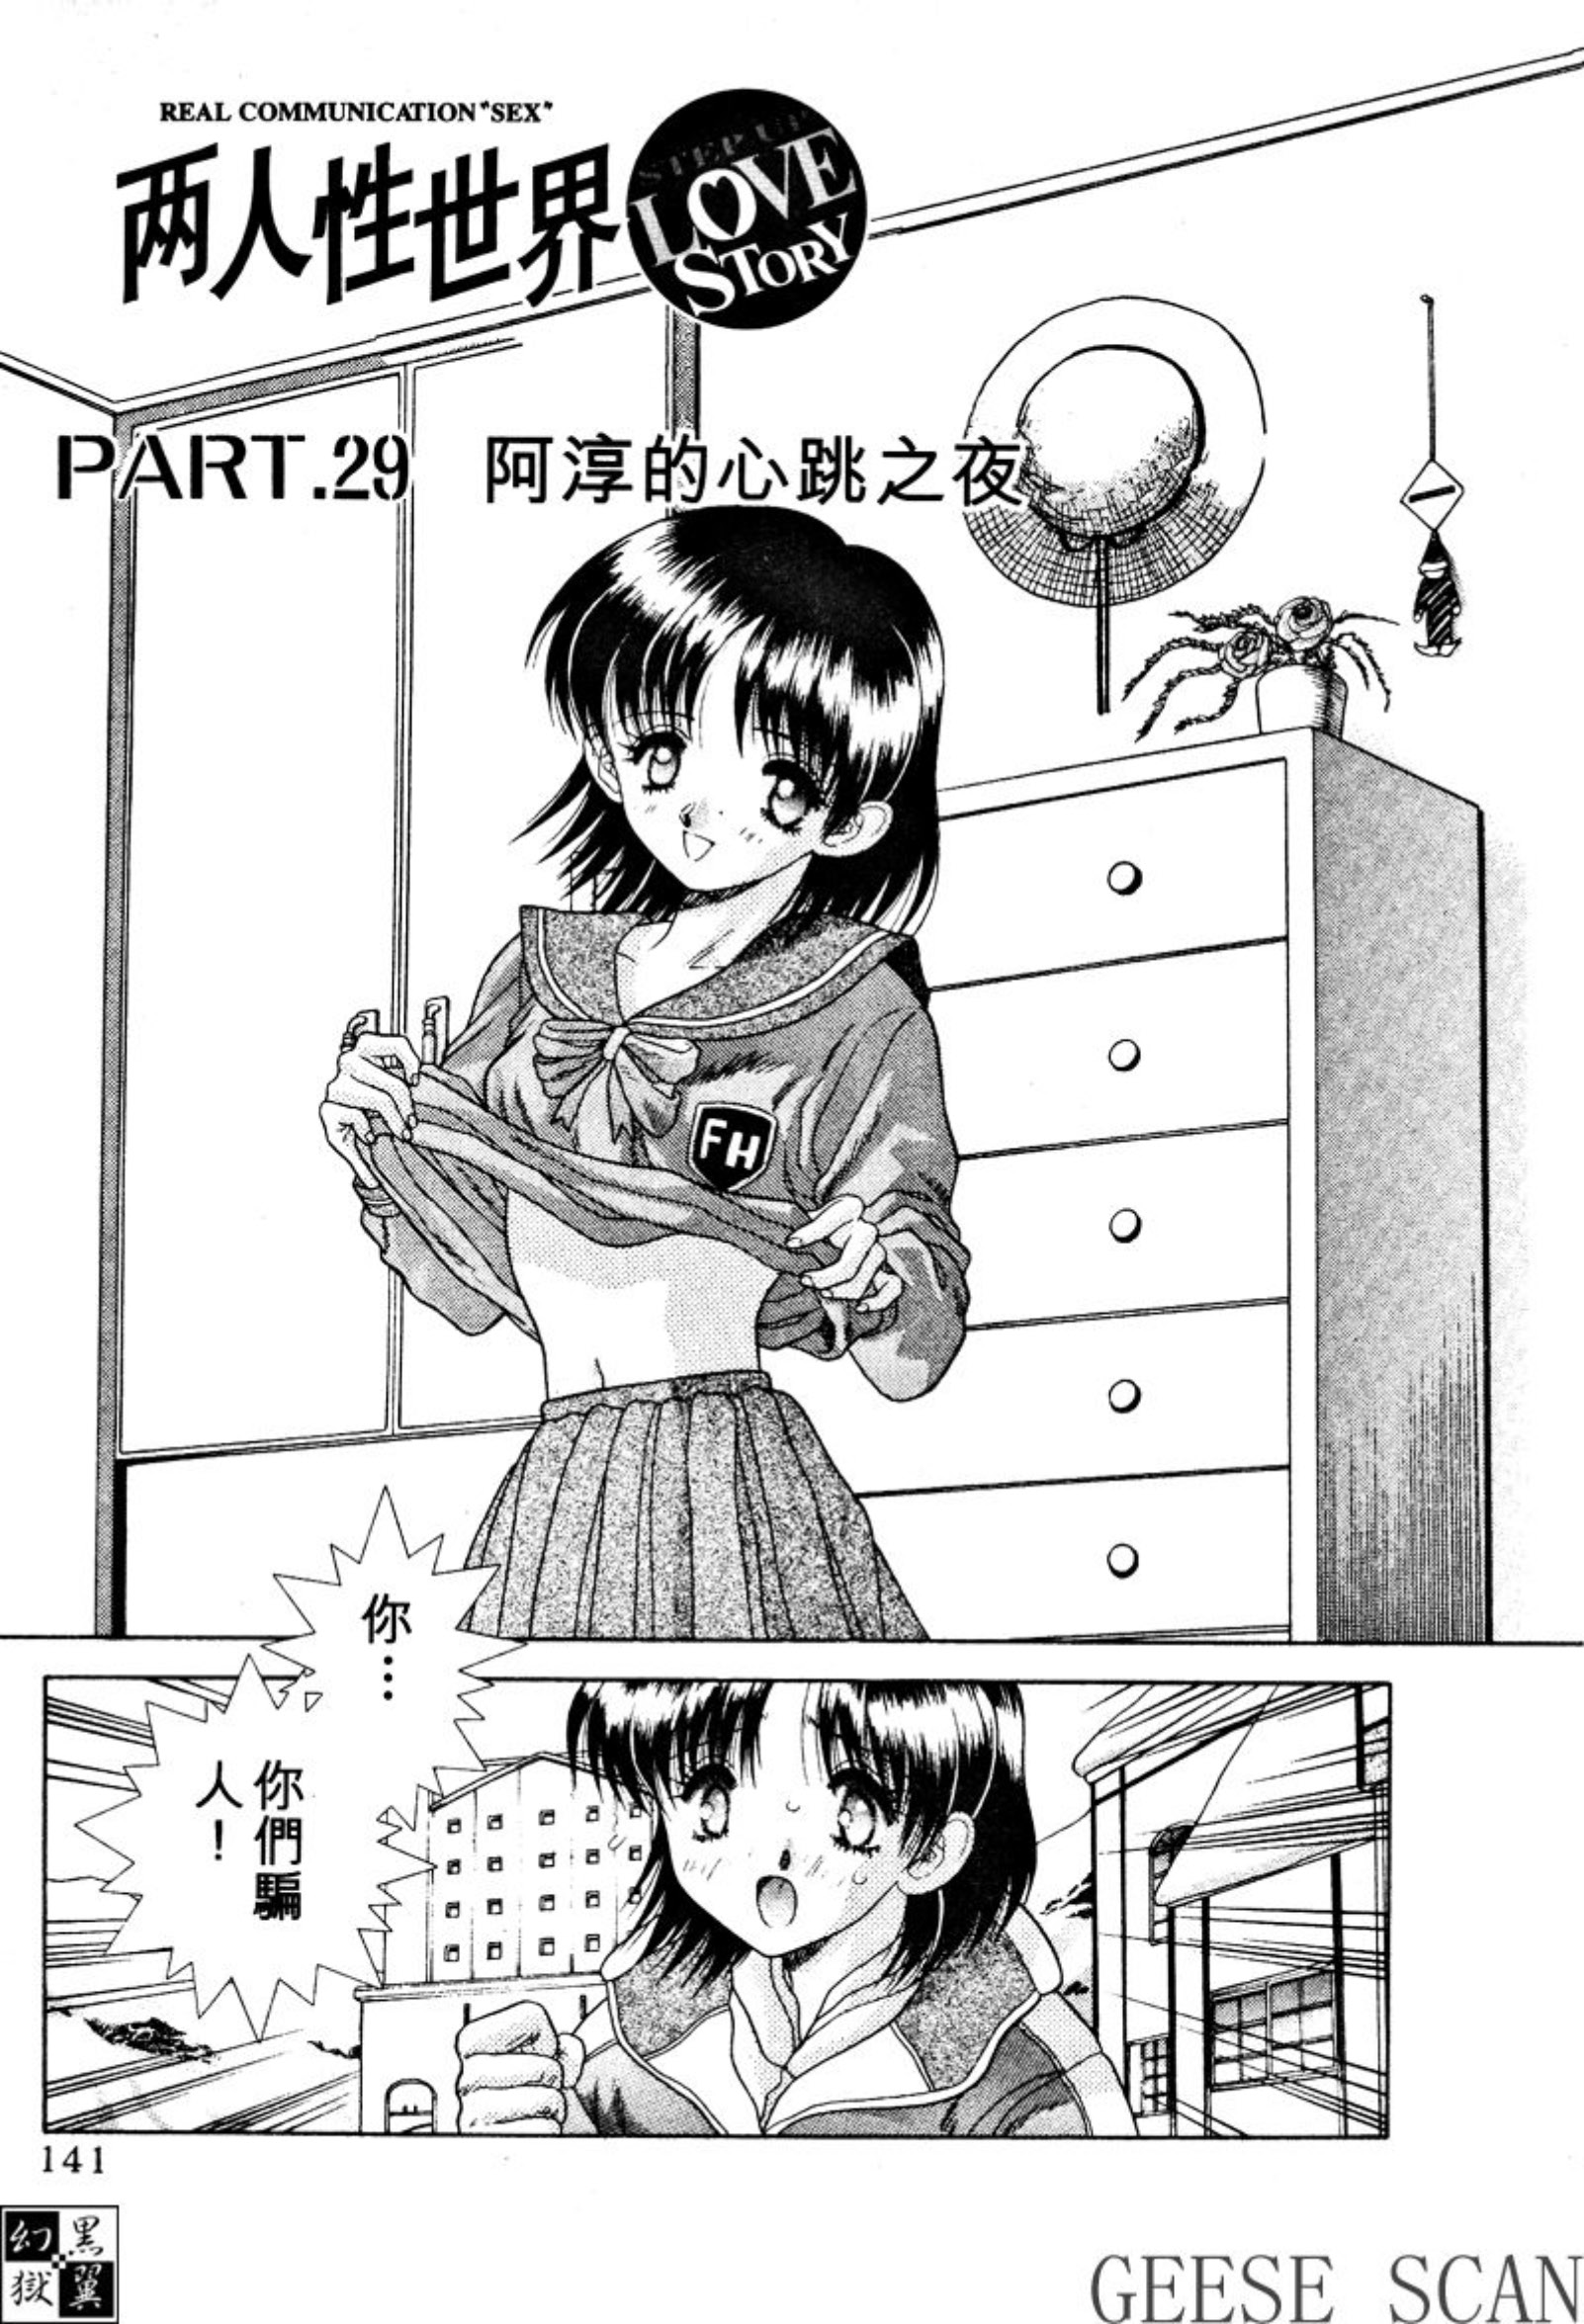 REAL COMMUNICATION "SEX"
两人性世界
STEP UP
LOVE
STORY
PART.29 阿淳的心跳之夜
FH
你…
你們騙
人！
141
黑翼
幻獄
GEESE SCAN